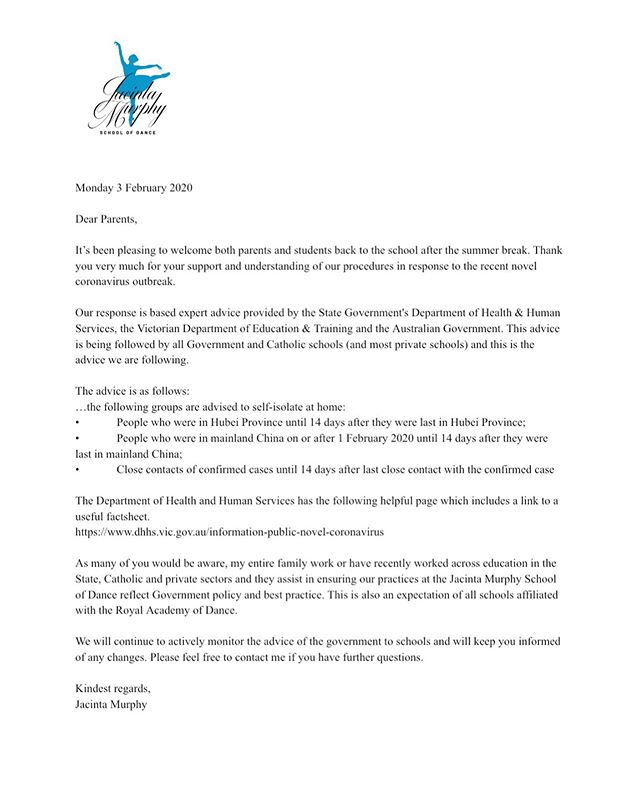 Jacinta
Murphy
SCHOOL OF DANCE
Monday 3 February 2020
Dear Parents,
It’s been pleasing to welcome both parents and students back to the school after the summer break. Thank
you very much for your support and understanding of our procedures in response to the recent novel
coronavirus outbreak.
Our response is based expert advice provided by the State Government's Department of Health & Human
Services, the Victorian Department of Education & Training and the Australian Government. This advice
is being followed by all Government and Catholic schools (and most private schools) and this is the
advice we are following.
The advice is as follows:
…the following groups are advised to self-isolate at home:
• People who were in Hubei Province until 14 days after they were last in Hubei Province;
• People who were in mainland China on or after 1 February 2020 until 14 days after they were
last in mainland China;
• Close contacts of confirmed cases until 14 days after last close contact with the confirmed case
The Department of Health and Human Services has the following helpful page which includes a link to a
useful factsheet.
https://www.dhhs.vic.gov.au/information-public-novel-coronavirus
As many of you would be aware, my entire family work or have recently worked across education in the
State, Catholic and private sectors and they assist in ensuring our practices at the Jacinta Murphy School
of Dance reflect Government policy and best practice. This is also an expectation of all schools affiliated
with the Royal Academy of Dance.
We will continue to actively monitor the advice of the government to schools and will keep you informed
of any changes. Please feel free to contact me if you have further questions.
Kindest regards,
Jacinta Murphy